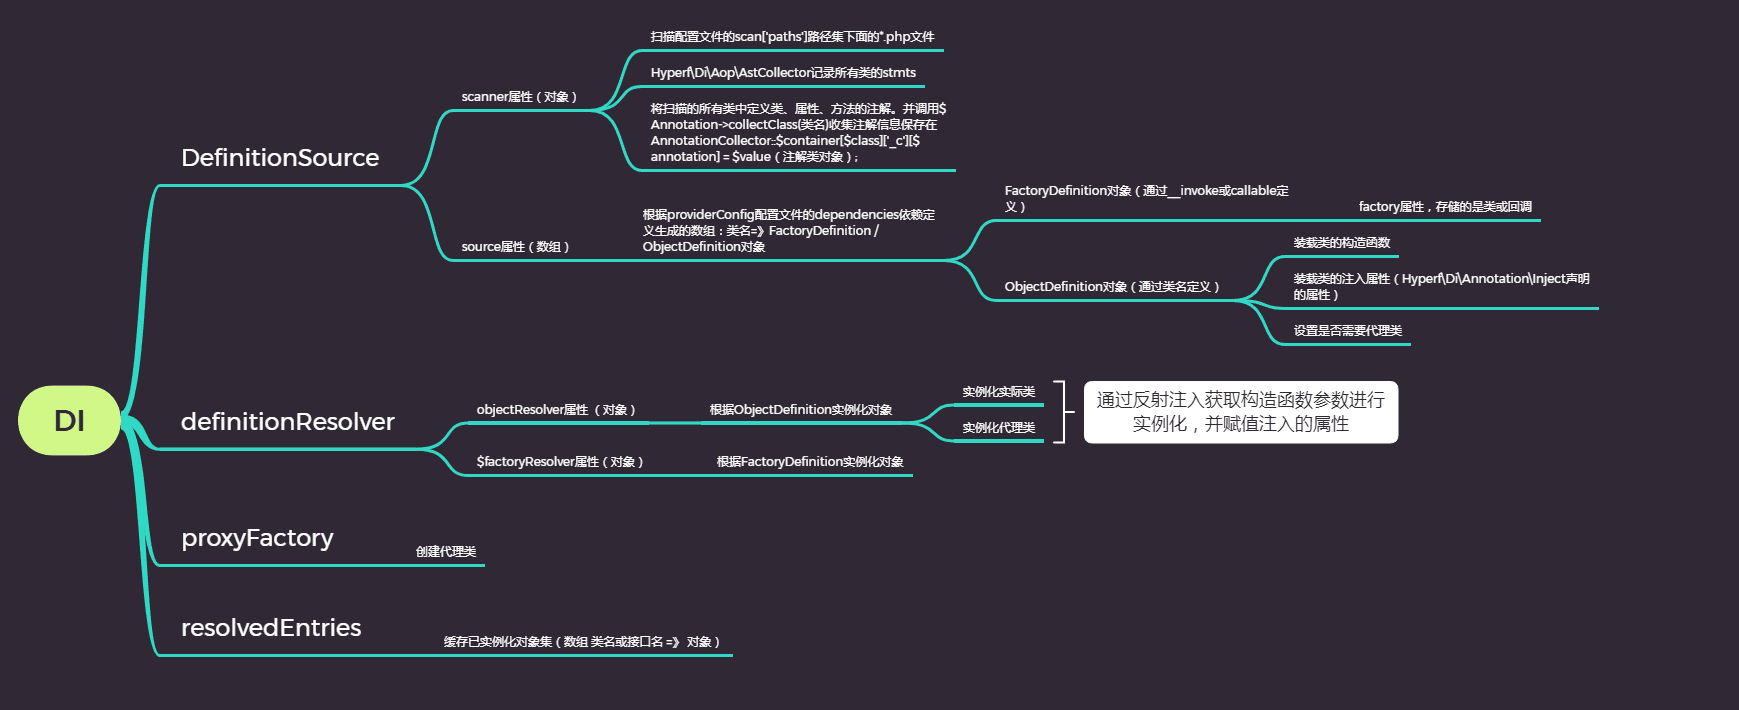 DI
DefinitionSource
scanner属性（对象）
扫描配置文件的scan['paths']路径集下面的*.php文件
Hyperf\Di\Aop\AstCollector记录所有类的stmts
将扫描的所有类中定义类、属性、方法的注解。并调用$
Annotation->collectClass(类名)收集注解信息保存在
AnnotationCollector::$container[$class]['_c'][$
annotation] = $value（注解类对象）;
source属性（数组）
根据providerConfig配置文件的dependencies依赖定
义生成的数组：类名=》FactoryDefinition /
ObjectDefinition对象
FactoryDefinition对象（通过__invoke或callable定
义）
factory属性，存储的是类或回调
ObjectDefinition对象（通过类名定义）
装载类的构造函数
装载类的注入属性（Hyperf\Di\Annotation\Inject声明
的属性）
设置是否需要代理类
definitionResolver
objectResolver属性 （对象）
根据ObjectDefinition实例化对象
实例化实际类
实例化代理类
通过反射注入获取构造函数参数进行
实例化，并赋值注入的属性
$factoryResolver属性（对象）
根据FactoryDefinition实例化对象
proxyFactory
创建代理类
resolvedEntries
缓存已实例化对象集（数组 类名或接口名 =》 对象）